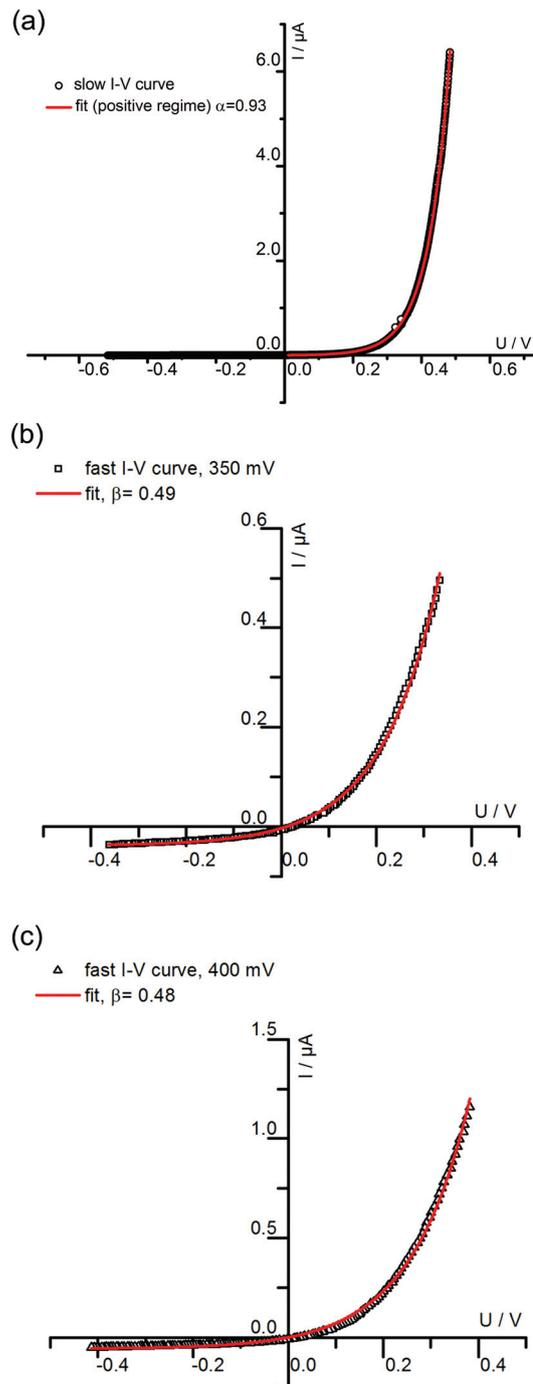 (a)
I / μA
6.0
slow I-V curve
fit (positive regime) α=0.93
4.0
2.0
0.0
U / V
-0.6 -0.4 -0.2 0.0 0.2 0.4 0.6
(b)
fast I-V curve, 350 mV
fit, β= 0.49
0.6
I / μA
0.4
0.2
0.0
U / V
-0.4 -0.2 0.0 0.2 0.4
(c)
fast I-V curve, 400 mV
fit, β= 0.48
1.5
I / μA
1.0
0.5
0.0
U / V
-0.4 -0.2 0.0 0.2 0.4